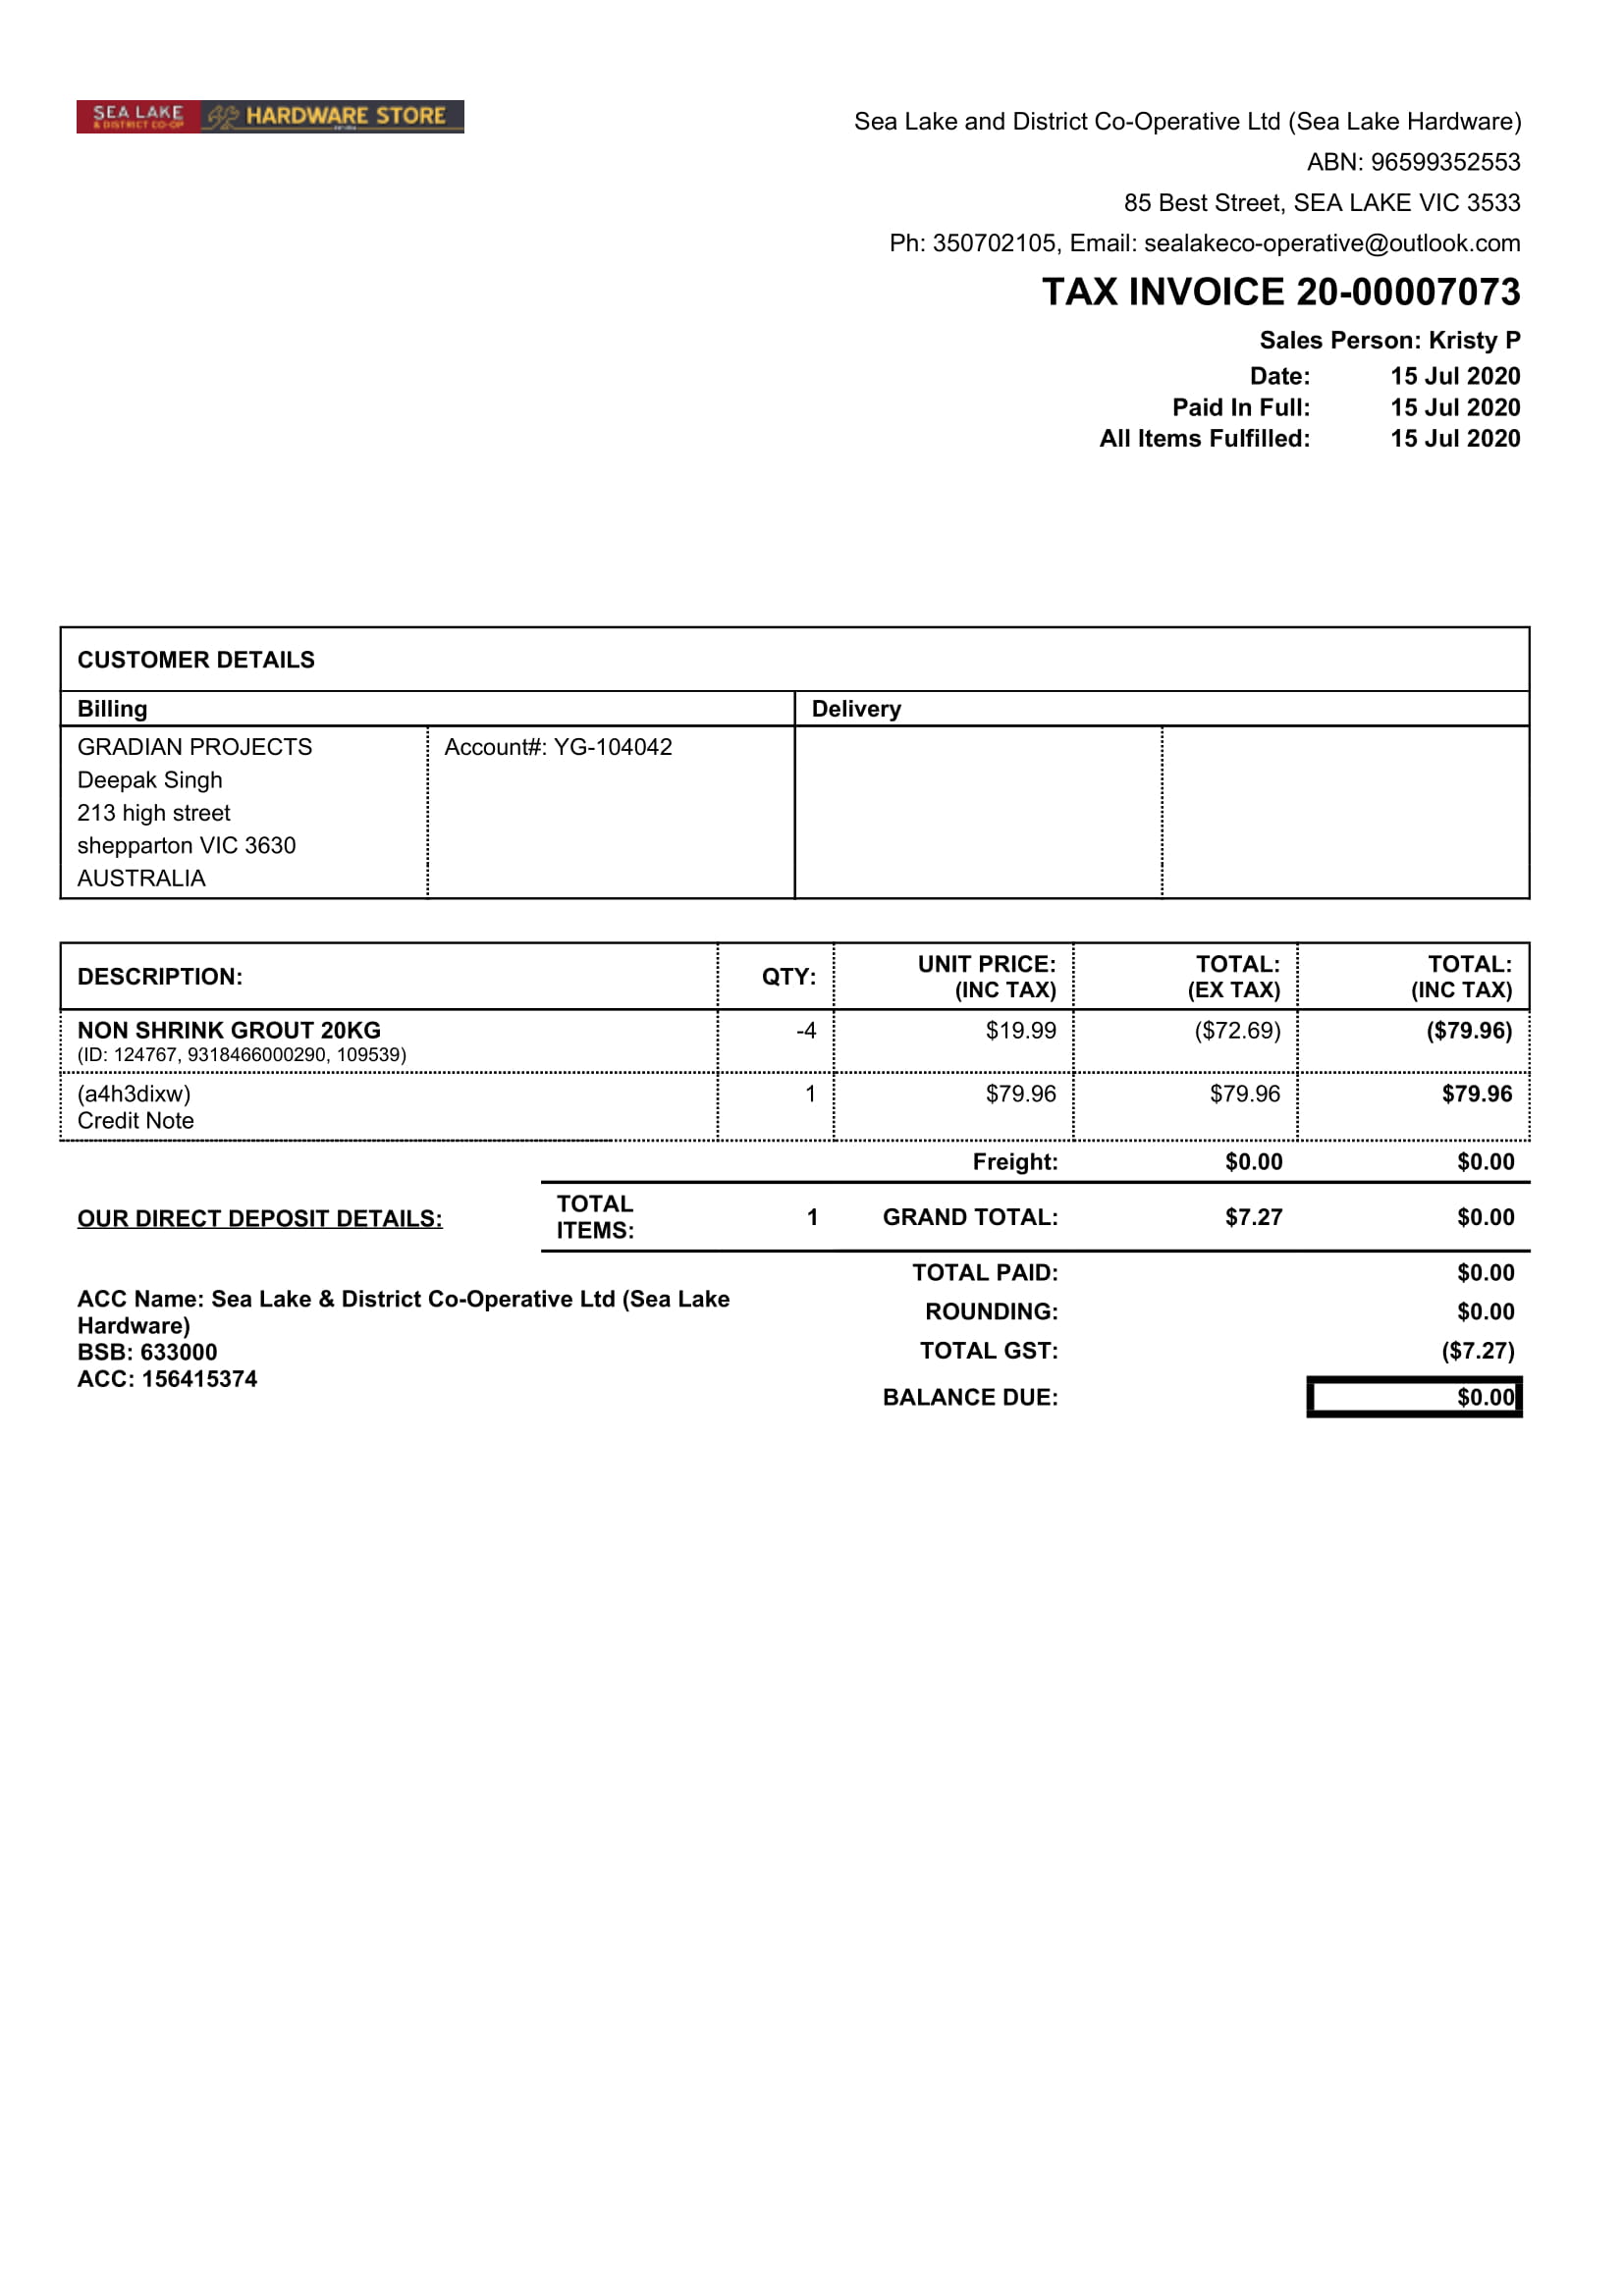 SEA LAKE
& DISTRICT CO-OP
HARDWARE STORE
Sea Lake and District Co-Operative Ltd (Sea Lake Hardware)
ABN: 96599352553
85 Best Street, SEA LAKE VIC 3533
Ph: 350702105, Email: sealakeco-operative@outlook.com
TAX INVOICE 20-00007073
Sales Person: Kristy P
Date: 15 Jul 2020
Paid In Full: 15 Jul 2020
All Items Fulfilled: 15 Jul 2020
CUSTOMER DETAILS
Billing Delivery
GRADIAN PROJECTS Account#: YG-104042
Deepak Singh
213 high street
shepparton VIC 3630
AUSTRALIA
DESCRIPTION: QTY: UNIT PRICE: (INC TAX) TOTAL: (EX TAX) TOTAL: (INC TAX)
NON SHRINK GROUT 20KG -4 $19.99 ($72.69) ($79.96)
(ID: 124767, 9318466000290, 109539)
(a4h3dixw) 1 $79.96 $79.96 $79.96
Credit Note
Freight: $0.00 $0.00
OUR DIRECT DEPOSIT DETAILS: TOTAL ITEMS: 1 GRAND TOTAL: $7.27 $0.00
TOTAL PAID: $0.00
ACC Name: Sea Lake & District Co-Operative Ltd (Sea Lake
Hardware)
ROUNDING: $0.00
BSB: 633000
TOTAL GST: ($7.27)
ACC: 156415374
BALANCE DUE: $0.00